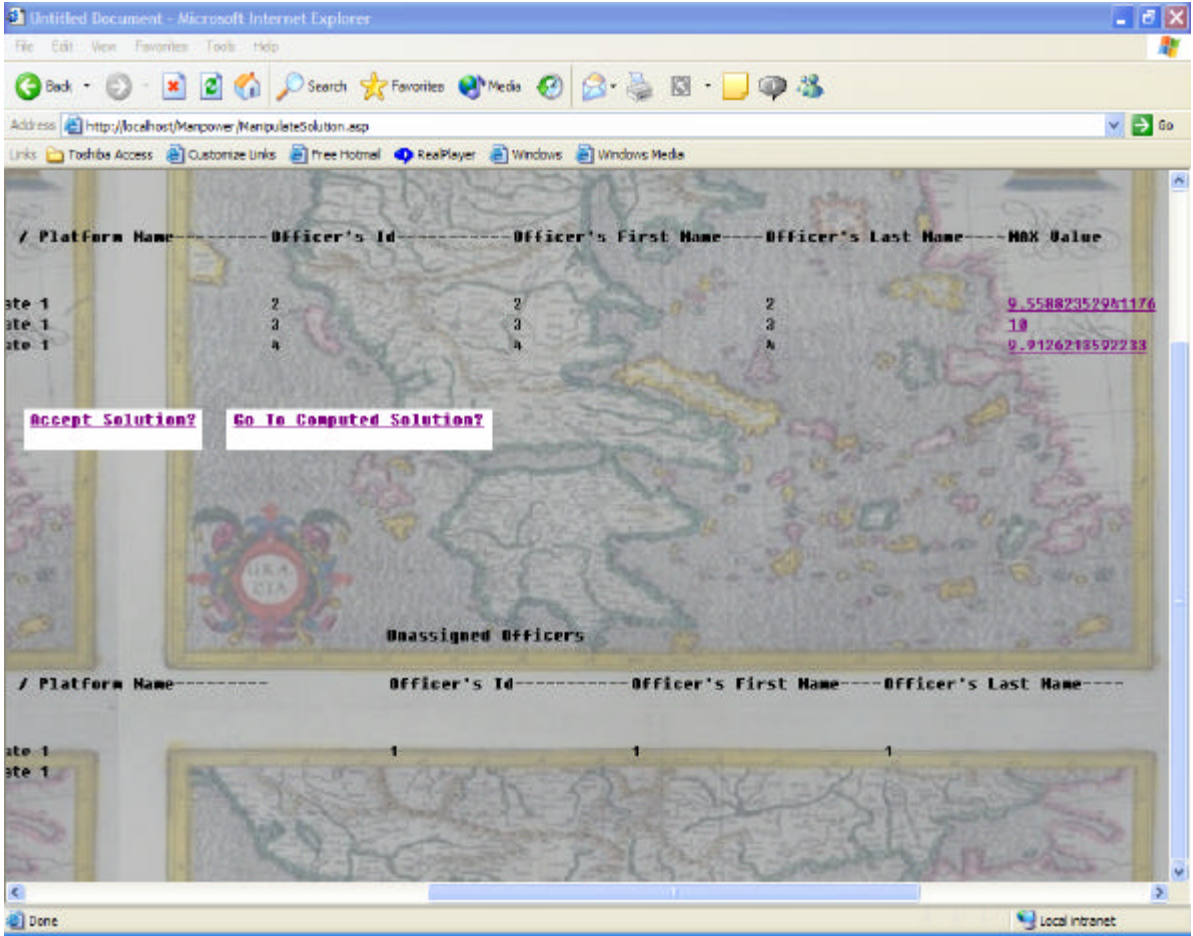 Untitled Document - Microsoft Internet Explorer
File Edit View Favorites Tools Help
Back Search Favorites Media
Address http://localhost/Manpower/ManipulateSolution.asp Go
Links Toshiba Access Customize Links Free Hotmail RealPlayer Windows Windows Media
/ Platform Name---------Officer's Id-----------Officer's First Name----Officer's Last Name----MAX Value
ate 1 2 2 2 9.55882352941176
ate 1 3 3 3 10
ate 1 4 4 4 9.9126213592233
Accept Solution? Go To Computed Solution?
Unassigned Officers
/ Platform Name--------- Officer's Id-----------Officer's First Name----Officer's Last Name----
ate 1 1 1 1
ate 1
Done Local intranet